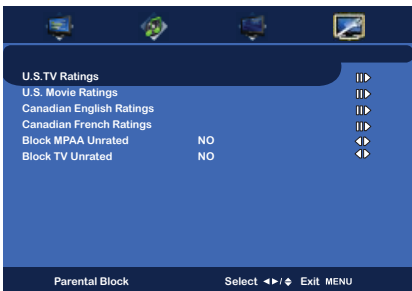 U.S.TV Ratings
U.S. Movie Ratings
Canadian English Ratings
Canadian French Ratings
Block MPAA Unrated NO
Block TV Unrated NO
Parental Block Select ◄►/◆ Exit MENU